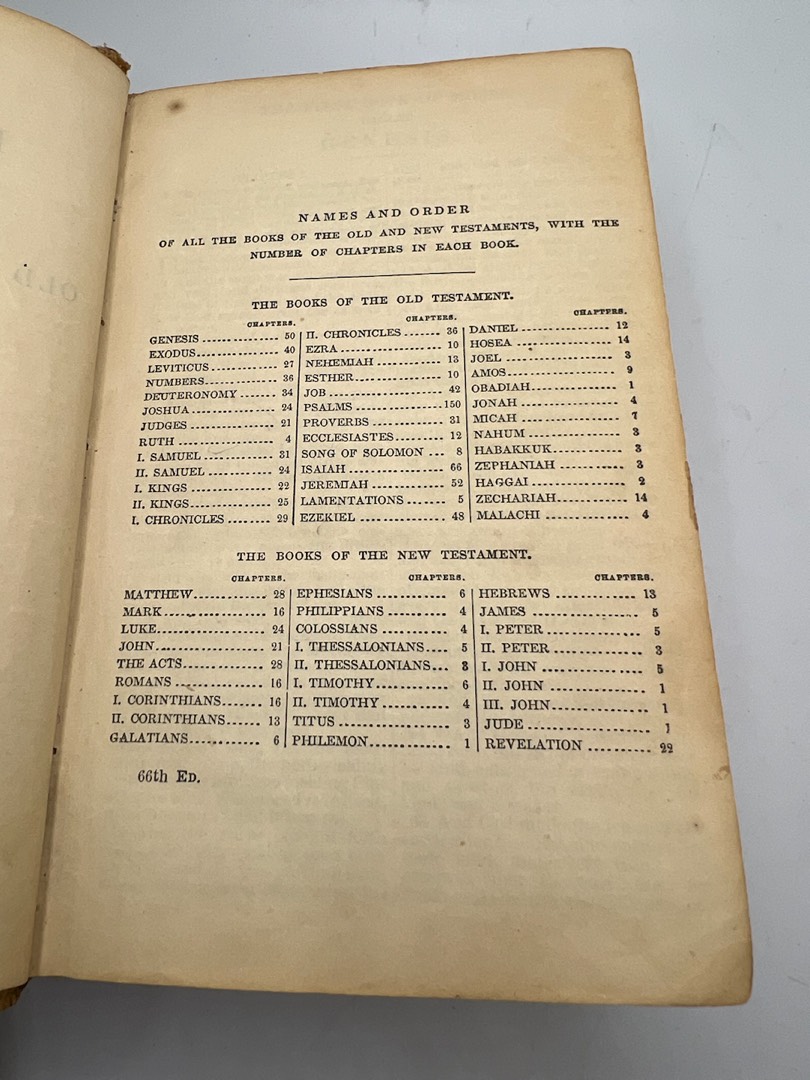 NAMES AND ORDER
OF ALL THE BOOKS OF THE OLD AND NEW TESTAMENTS, WITH THE
NUMBER OF CHAPTERS IN EACH BOOK.
THE BOOKS OF THE OLD TESTAMENT.
CHAPTERS.
GENESIS .............. 50
EXODUS............... 40
LEVITICUS ............ 27
NUMBERS............. 36
DEUTERONOMY ....... 34
JOSHUA .............. 24
JUDGES .............. 21
RUTH ................ 4
I. SAMUEL ............ 31
II. SAMUEL ........... 24
I. KINGS ............. 22
II. KINGS............. 25
I. CHRONICLES ........ 29
CHAPTERS.
II. CHRONICLES ....... 36
EZRA ................. 10
NEHEMIAH ............ 13
ESTHER............... 10
JOB .................. 42
PSALMS ...............150
PROVERBS ............ 31
ECCLESIASTES......... 12
SONG OF SOLOMON ... 8
ISAIAH ............... 66
JEREMIAH ............ 52
LAMENTATIONS ...... 5
EZEKIEL ............. 48
CHAPTERS.
DANIEL ............... 12
HOSEA ............... 14
JOEL ................. 3
AMOS................. 9
OBADIAH............. 1
JONAH ............... 4
MICAH ............... 7
NAHUM .............. 3
HABAKKUK........... 3
ZEPHANIAH .......... 3
HAGGAI ............. 2
ZECHARIAH........... 14
MALACHI ............ 4
THE BOOKS OF THE NEW TESTAMENT.
CHAPTERS.
MATTHEW............ 28
MARK................ 16
LUKE................. 24
JOHN................. 21
THE ACTS............ 28
ROMANS ............. 16
I. CORINTHIANS....... 16
II. CORINTHIANS...... 13
GALATIANS........... 6
CHAPTERS.
EPHESIANS ........... 6
PHILIPPIANS ......... 4
COLOSSIANS .......... 4
I. THESSALONIANS.... 5
II. THESSALONIANS... 3
I. TIMOTHY........... 6
II. TIMOTHY .......... 4
TITUS ................ 3
PHILEMON............ 1
CHAPTERS.
HEBREWS ............ 13
JAMES ............... 5
I. PETER ............. 5
II. PETER ............ 3
I. JOHN .............. 5
II. JOHN ............. 1
III. JOHN............. 1
JUDE ................ 1
REVELATION .......... 22
66th ED.